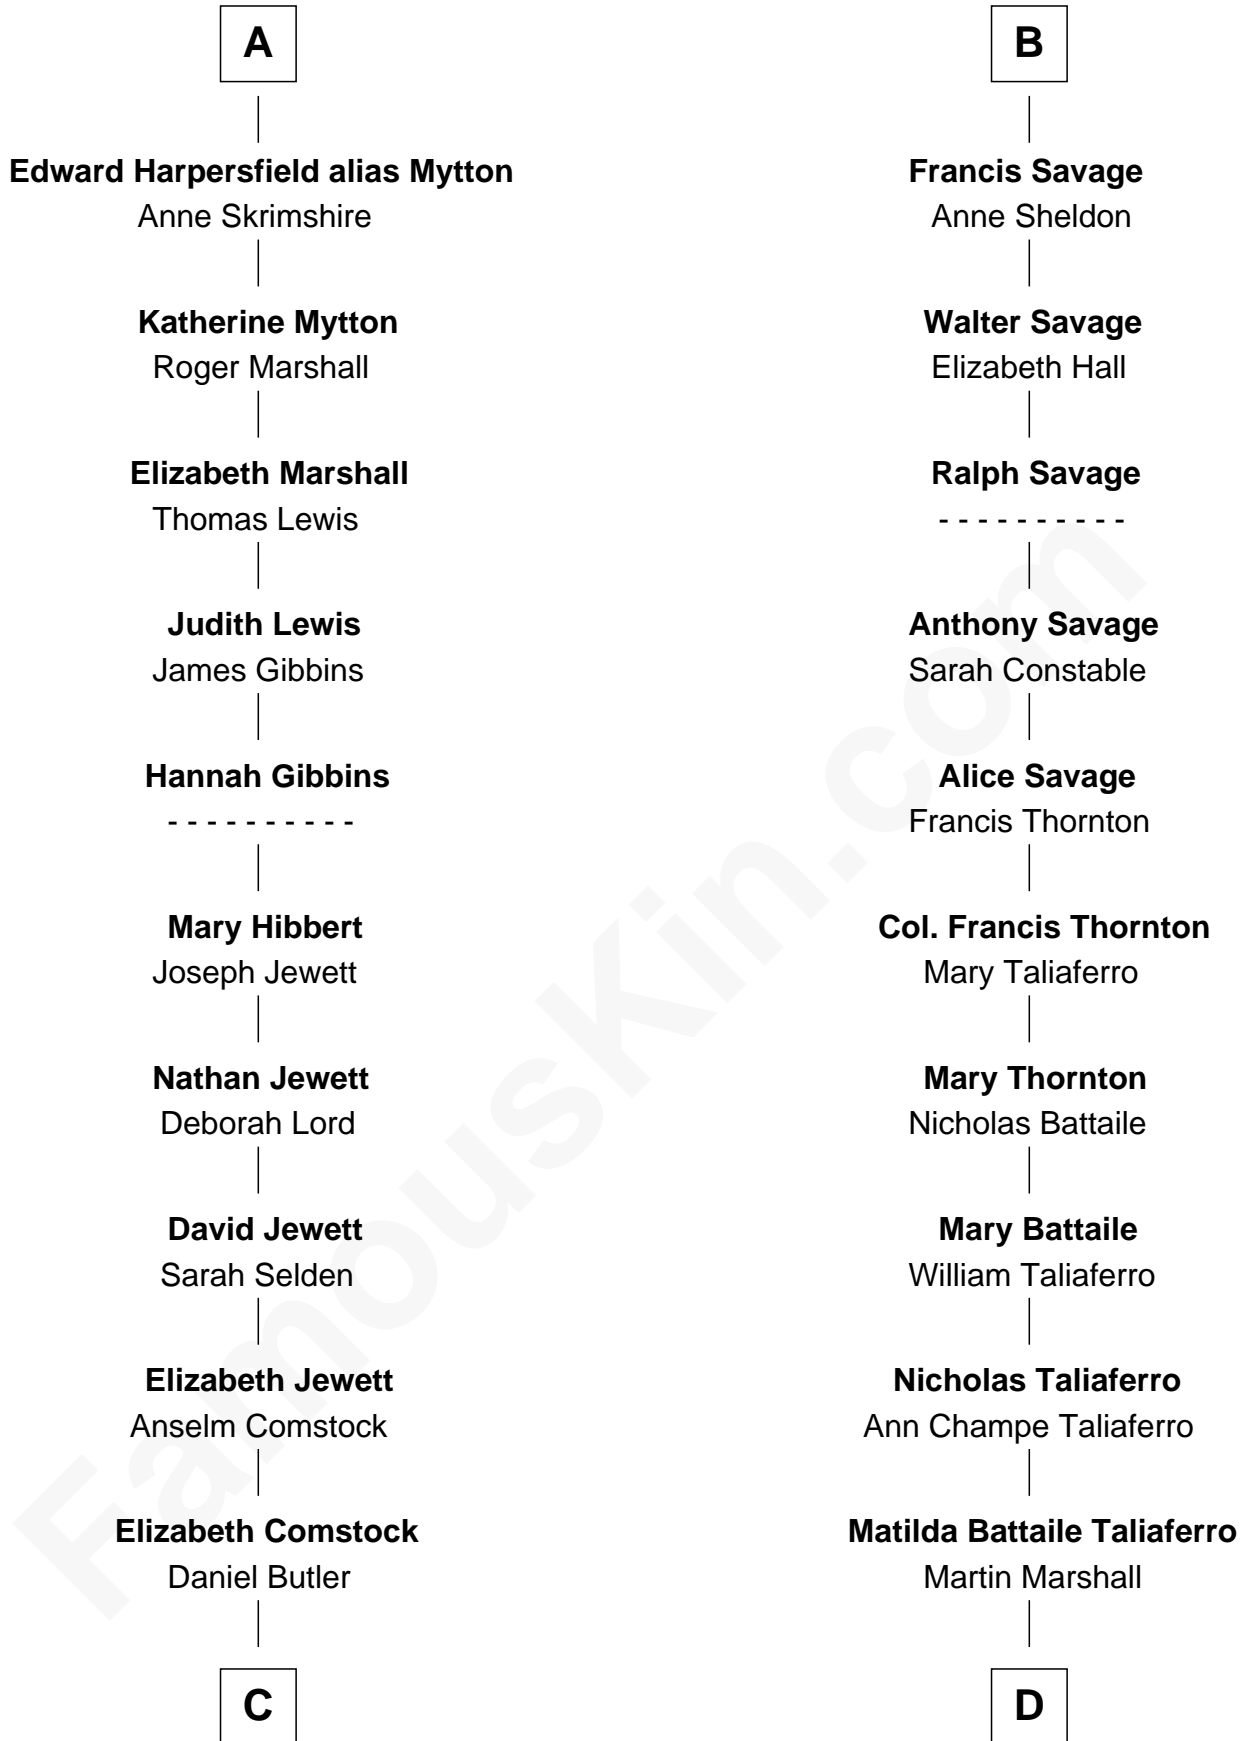 A
Edward Harpersfield alias Mytton
Anne Skrimshire
Katherine Mytton
Roger Marshall
Elizabeth Marshall
Thomas Lewis
Judith Lewis
James Gibbins
Hannah Gibbins
- - - - - - - - - -
Mary Hibbert
Joseph Jewett
Nathan Jewett
Deborah Lord
David Jewett
Sarah Selden
Elizabeth Jewett
Anselm Comstock
Elizabeth Comstock
Daniel Butler
C
B
Francis Savage
Anne Sheldon
Walter Savage
Elizabeth Hall
Ralph Savage
- - - - - - - - - -
Anthony Savage
Sarah Constable
Alice Savage
Francis Thornton
Col. Francis Thornton
Mary Taliaferro
Mary Thornton
Nicholas Battaile
Mary Battaile
William Taliaferro
Nicholas Taliaferro
Ann Champe Taliaferro
Matilda Battaile Taliaferro
Martin Marshall
D
FamousKin.com